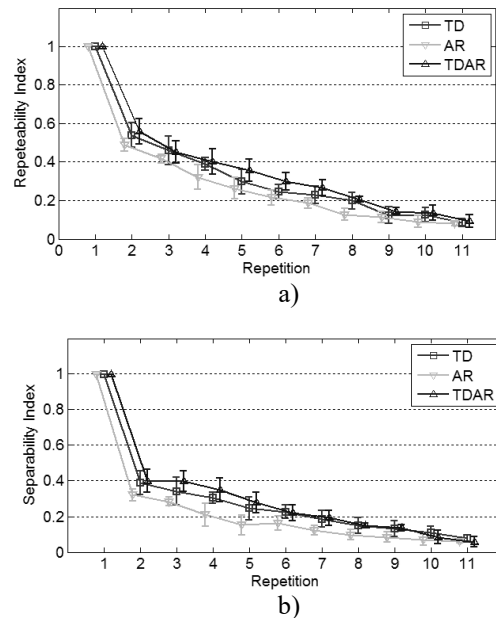 TD
AR
TDAR
1
0.8
0.6
0.4
0.2
0
Repeteability Index
0 1 2 3 4 5 6 7 8 9 10 11
Repetition
a)
TD
AR
TDAR
1
0.8
0.6
0.4
0.2
0
Separability Index
1 2 3 4 5 6 7 8 9 10 11
Repetition
b)